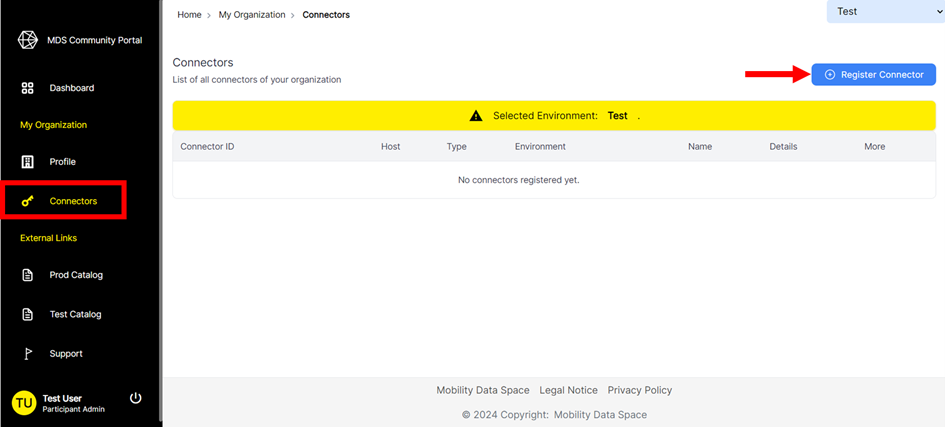 MDS Community Portal
Dashboard
My Organization
Profile
Connectors
External Links
Prod Catalog
Test Catalog
Support
TU
Test User
Participant Admin
Home > My Organization > Connectors
Test
Connectors
List of all connectors of your organization
Register Connector
Selected Environment: Test .
Connector ID Host Type Environment Name Details More
No connectors registered yet.
Mobility Data Space Legal Notice Privacy Policy
© 2024 Copyright: Mobility Data Space